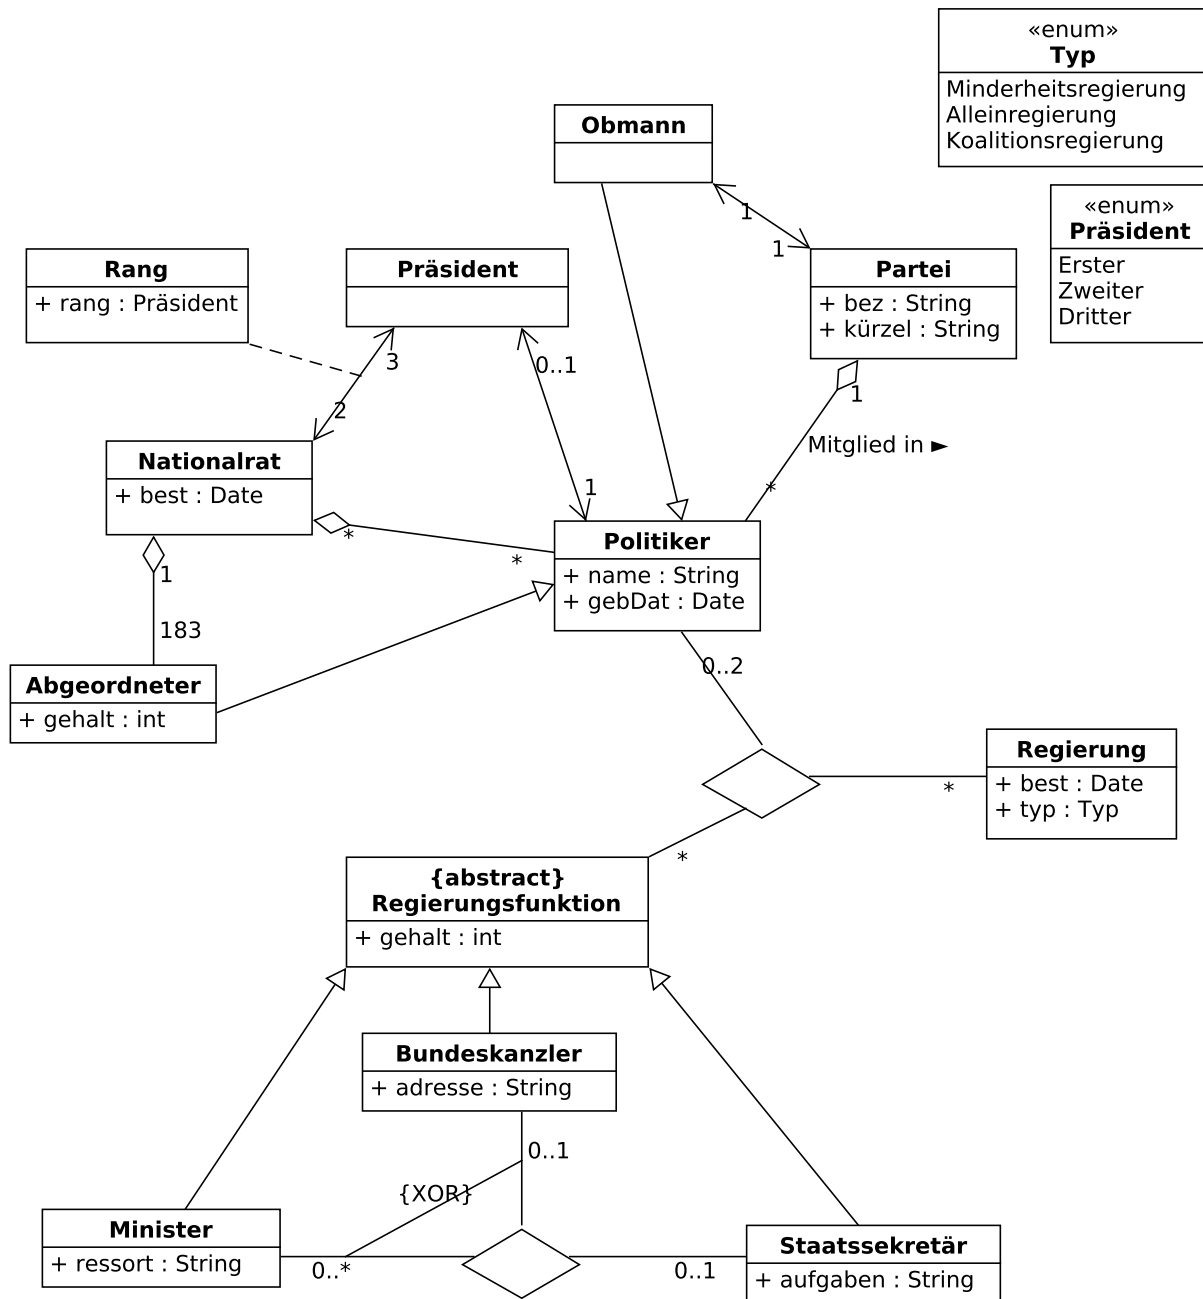 «enum»
Typ
Minderheitsregierung
Alleinregierung
Koalitionsregierung
Obmann
«enum»
Präsident
Erster
Zweiter
Dritter
1
1
Rang
+ rang : Präsident
Präsident
Partei
+ bez : String
+ kürzel : String
3
0..1
2
1
Mitglied in ►
*
1
Nationalrat
+ best : Date
*
*
Politiker
+ name : String
+ gebDat : Date
1
183
Abgeordneter
+ gehalt : int
0..2
Regierung
+ best : Date
+ typ : Typ
*
*
{abstract}
Regierungsfunktion
+ gehalt : int
Bundeskanzler
+ adresse : String
0..1
{XOR}
Minister
+ ressort : String
0..*
0..1
Staatssekretär
+ aufgaben : String